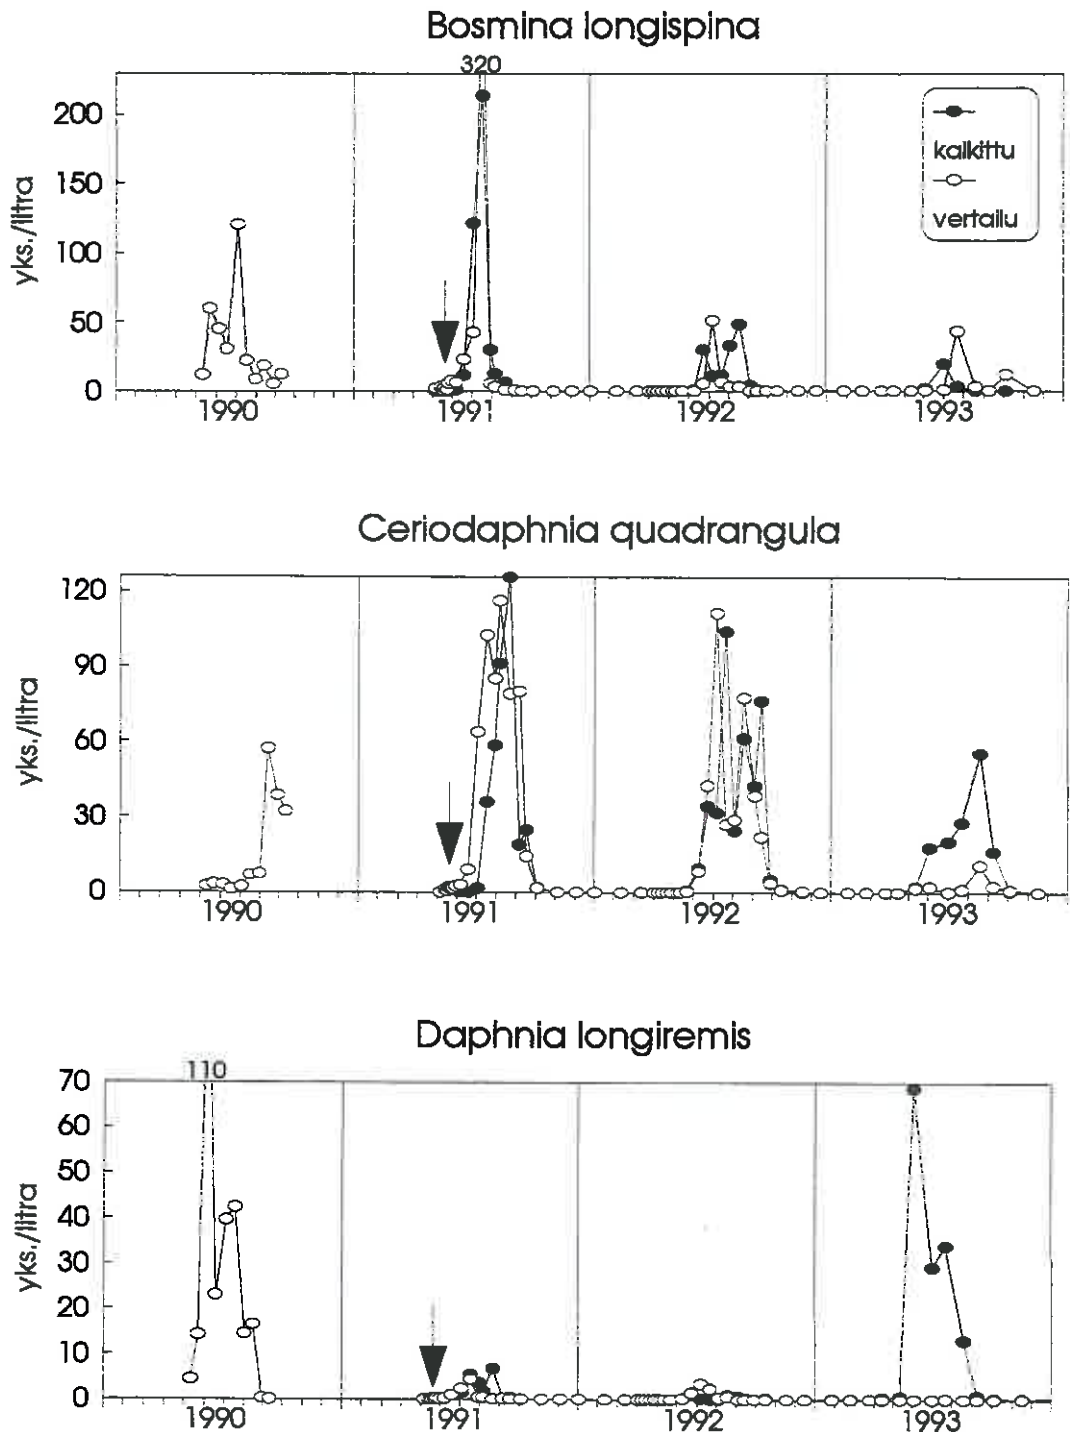 Bosmina longispina
320
200
150
100
50
0
yks./litra
kalkittu
vertailu
1990 1991 1992 1993
Ceriodaphnia quadrangula
120
90
60
30
0
yks./litra
1990 1991 1992 1993
Daphnia longiremis
110
70
60
50
40
30
20
10
0
yks./litra
1990 1991 1992 1993